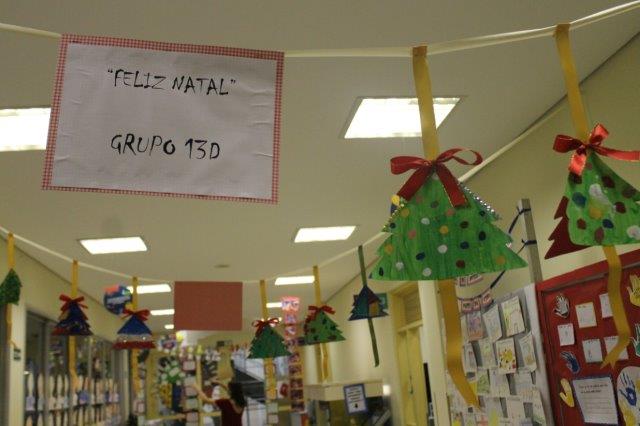 "FELIZ NATAL"
GRUPO 13D